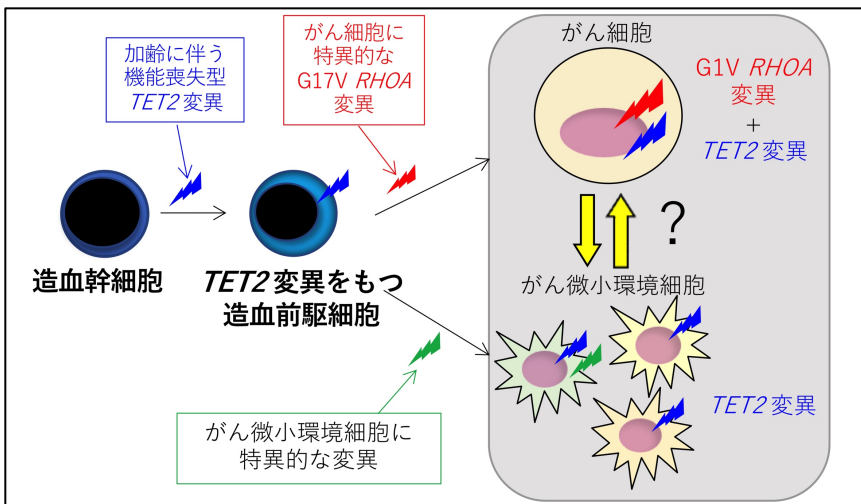 加齢に伴う
機能喪失型
TET2 変異
がん細胞に
特異的な
G17V RHOA
変異
がん細胞
G1V RHOA
変異
+
TET2 変異
造血幹細胞
TET2 変異をもつ
造血前駆細胞
?
がん微小環境細胞
TET2 変異
がん微小環境細胞に
特異的な変異